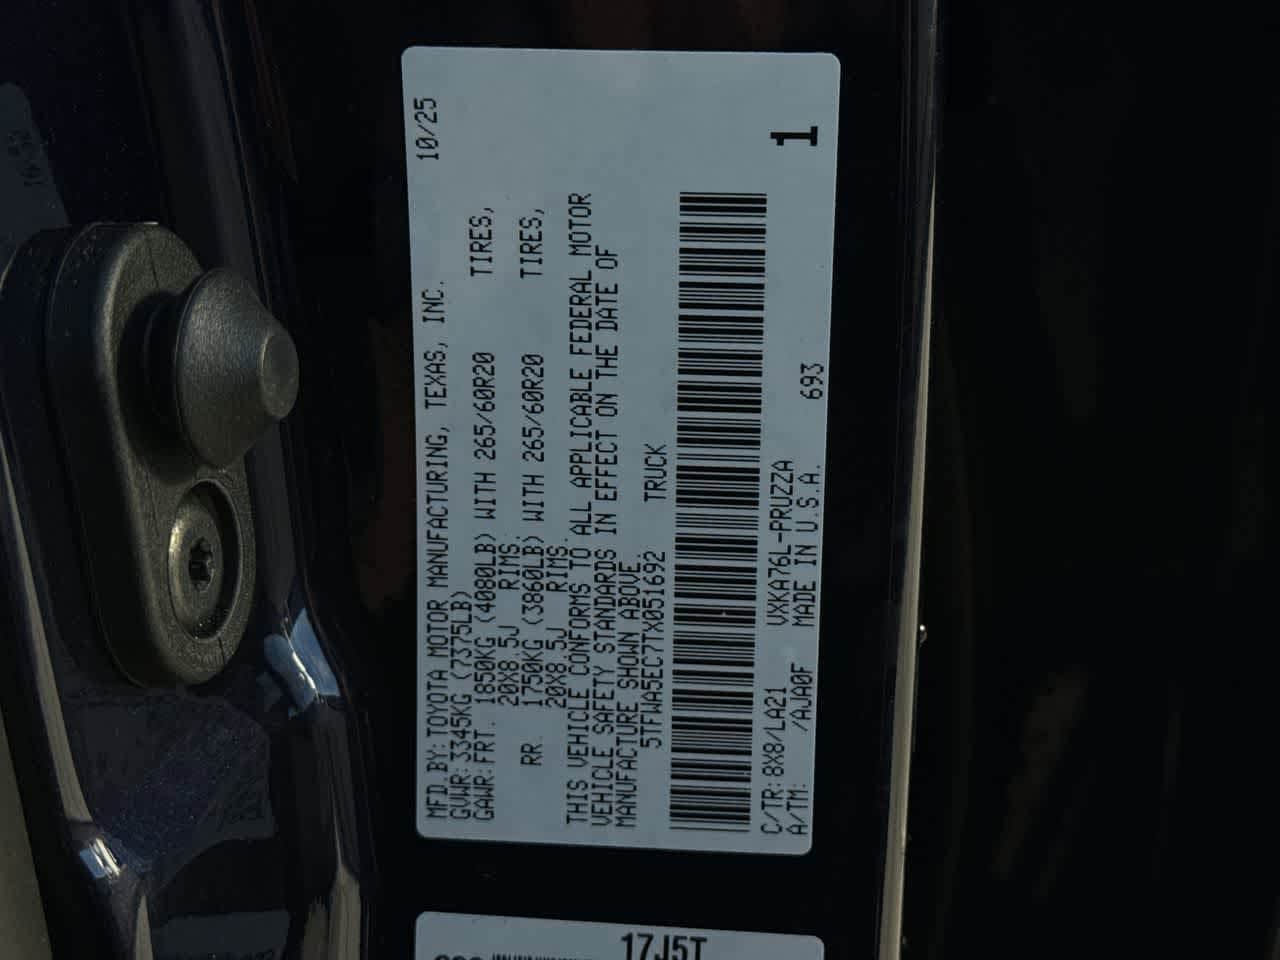 10/25
MFD.BY:TOYOTA MOTOR MANUFACTURING, TEXAS, INC.
GVWR:3345KG (7375LB)
GAWR:FRT. 1850KG (4080LB) WITH 265/60R20 TIRES,
20X8.5J RIMS.
RR. 1750KG (3860LB) WITH 265/60R20 TIRES,
20X8.5J RIMS.
THIS VEHICLE CONFORMS TO ALL APPLICABLE FEDERAL MOTOR
VEHICLE SAFETY STANDARDS IN EFFECT ON THE DATE OF
MANUFACTURE SHOWN ABOVE.
5TFWA5EC7TX051692 TRUCK
1
C/TR:8X8/LA21 VXKA76L-PRUZZA
A/TM: /AJA0F MADE IN U.S.A. 693
17J5T